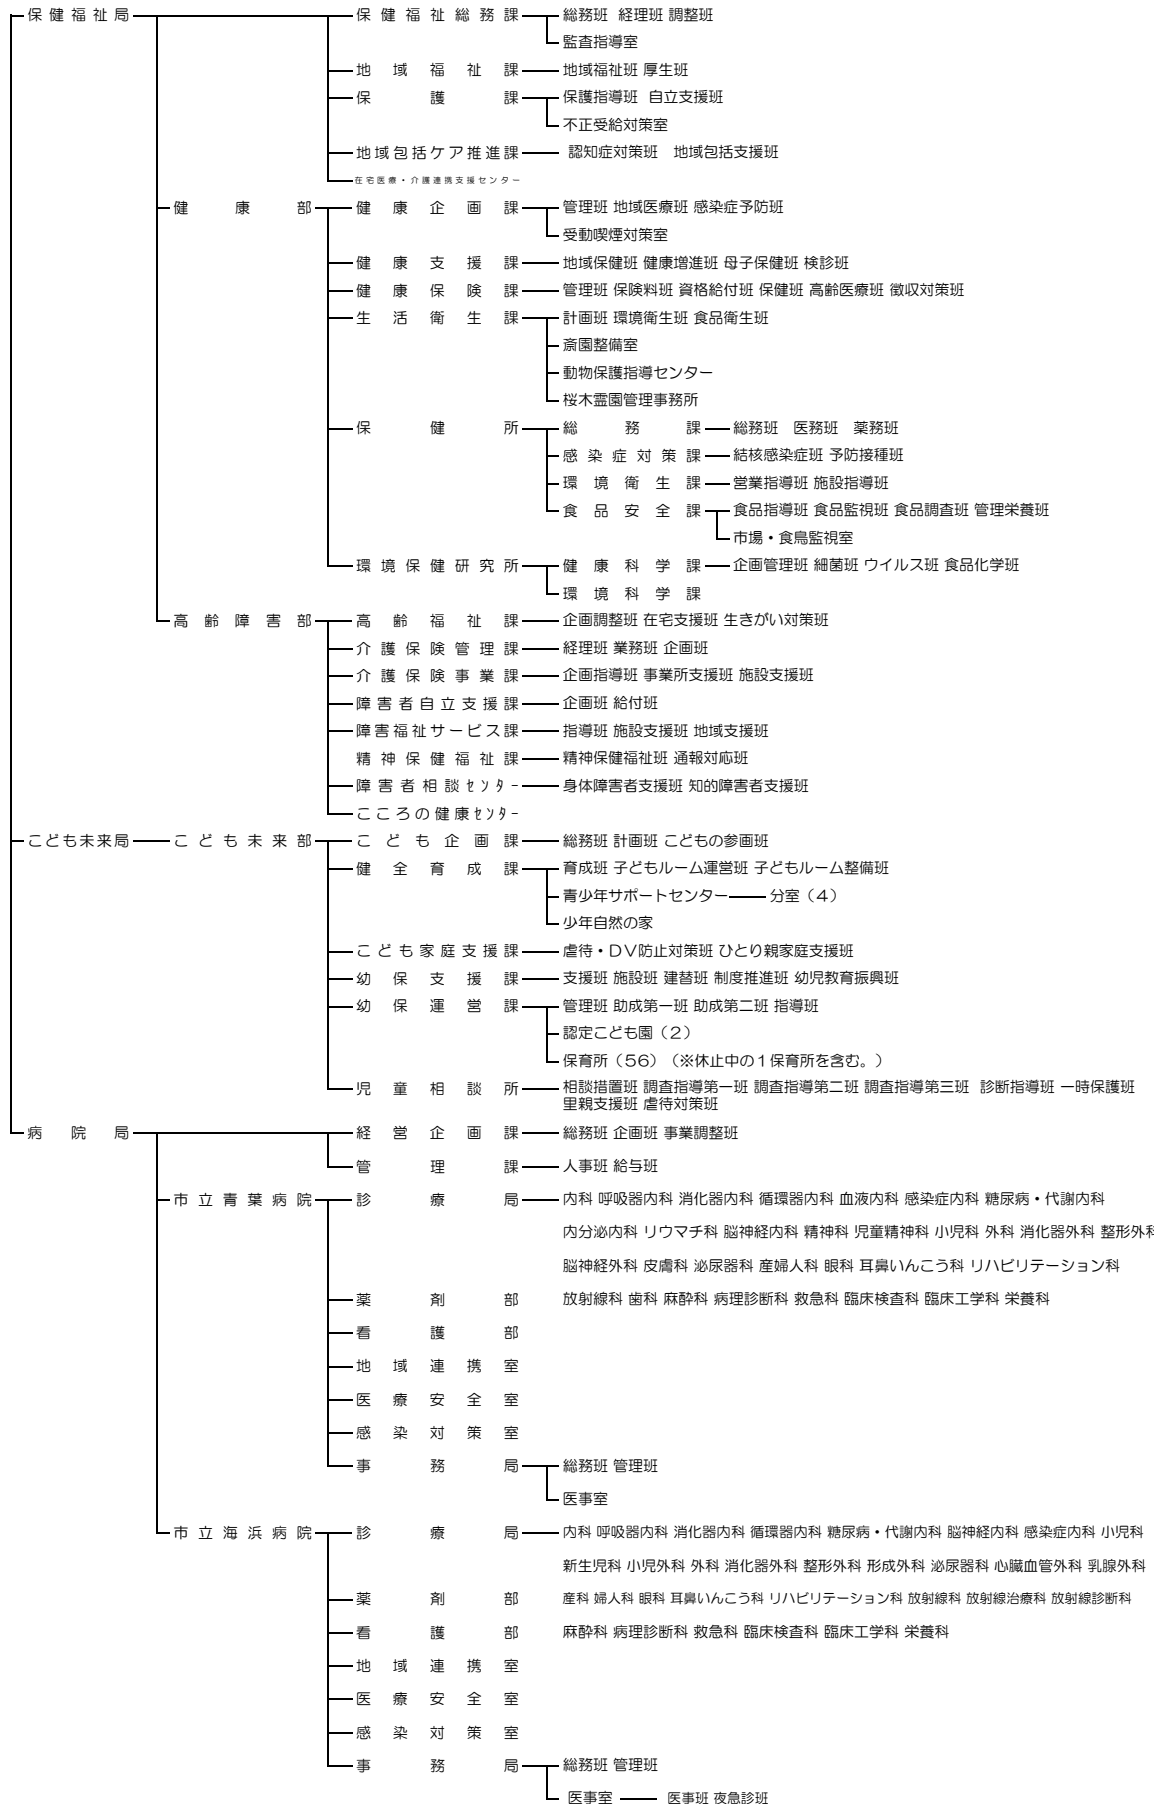 保健福祉局 保健福祉総務課 総務班 経理班 調整班
監査指導室
地域福祉課 地域福祉班 厚生班
保護課 保護指導班 自立支援班
不正受給対策室
地域包括ケア推進課 認知症対策班 地域包括支援班
在宅医療・介護連携支援センター
健康部 健康企画課 管理班 地域医療班 感染症予防班
受動喫煙対策室
健康支援課 地域保健班 健康増進班 母子保健班 検診班
健康保険課 管理班 保険料班 資格給付班 保健班 高齢医療班 徴収対策班
生活衛生課 計画班 環境衛生班 食品衛生班
斎園整備室
動物保護指導センター
桜木霊園管理事務所
保健所 総務課 総務班 医務班 薬務班
感染症対策課 結核感染症班 予防接種班
環境衛生課 営業指導班 施設指導班
食品安全課 食品指導班 食品監視班 食品調査班 管理栄養班
市場・食鳥監視室
環境保健研究所 健康科学課 企画管理班 細菌班 ウイルス班 食品化学班
環境科学課
高齢障害部 高齢福祉課 企画調整班 在宅支援班 生きがい対策班
介護保険管理課 経理班 業務班 企画班
介護保険事業課 企画指導班 事業所支援班 施設支援班
障害者自立支援課 企画班 給付班
障害福祉サービス課 指導班 施設支援班 地域支援班
精神保健福祉課 精神保健福祉班 通報対応班
障害者相談センター 身体障害者支援班 知的障害者支援班
こころの健康センター
こども未来局 こども未来部 こども企画課 総務班 計画班 こどもの参画班
健全育成課 育成班 子どもルーム運営班 子どもルーム整備班
青少年サポートセンター 分室(4)
少年自然の家
こども家庭支援課 虐待・DV防止対策班 ひとり親家庭支援班
幼保支援課 支援班 施設班 建替班 制度推進班 幼児教育振興班
幼保運営課 管理班 助成第一班 助成第二班 指導班
認定こども園(2)
保育所(56)(※休止中の1保育所を含む。)
児童相談所 相談措置班 調査指導第一班 調査指導第二班 調査指導第三班 診断指導班 一時保護班
里親支援班 虐待対策班
病院局 経営企画課 総務班 企画班 事業調整班
管理課 人事班 給与班
市立青葉病院 診療局 内科 呼吸器内科 消化器内科 循環器内科 血液内科 感染症内科 糖尿病・代謝内科
内分泌内科 リウマチ科 脳神経内科 精神科 児童精神科 小児科 外科 消化器外科 整形外科
脳神経外科 皮膚科 泌尿器科 産婦人科 眼科 耳鼻いんこう科 リハビリテーション科
薬剤部 放射線科 歯科 麻酔科 病理診断科 救急科 臨床検査科 臨床工学科 栄養科
看護部
地域連携室
医療安全室
感染対策室
事務局 総務班 管理班
医事室
市立海浜病院 診療局 内科 呼吸器内科 消化器内科 循環器内科 糖尿病・代謝内科 脳神経内科 感染症内科 小児科
新生児科 小児外科 外科 消化器外科 整形外科 形成外科 泌尿器科 心臓血管外科 乳腺外科
薬剤部 産科 婦人科 眼科 耳鼻いんこう科 リハビリテーション科 放射線科 放射線治療科 放射線診断科
看護部 麻酔科 病理診断科 救急科 臨床検査科 臨床工学科 栄養科
地域連携室
医療安全室
感染対策室
事務局 総務班 管理班
医事室 医事班 夜急診班